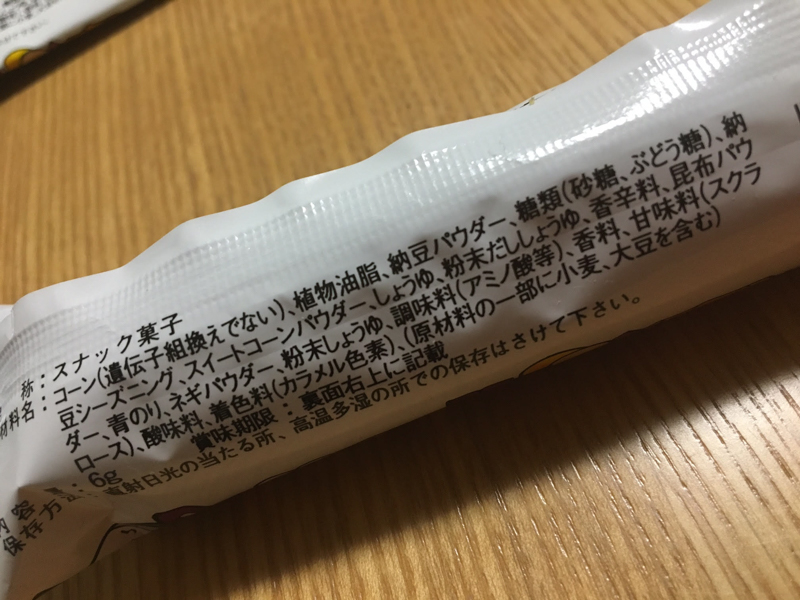 称：スナック菓子
材料名：コーン(遺伝子組換えでない)、植物油脂、納豆パウダー、糖類(砂糖、ぶどう糖)、納
豆シーズニング、スイートコーンパウダー、しょうゆ、粉末だししょうゆ、香辛料、昆布パウ
ダー、青のり、ネギパウダー、粉末しょうゆ、調味料(アミノ酸等)、香料、甘味料(スクラ
ロース)、酸味料、着色料(カラメル色素)、(原材料の一部に小麦、大豆を含む)
内容量：6g 賞味期限：裏面右上に記載
保存方法：直射日光の当たる所、高温多湿の所での保存はさけて下さい。